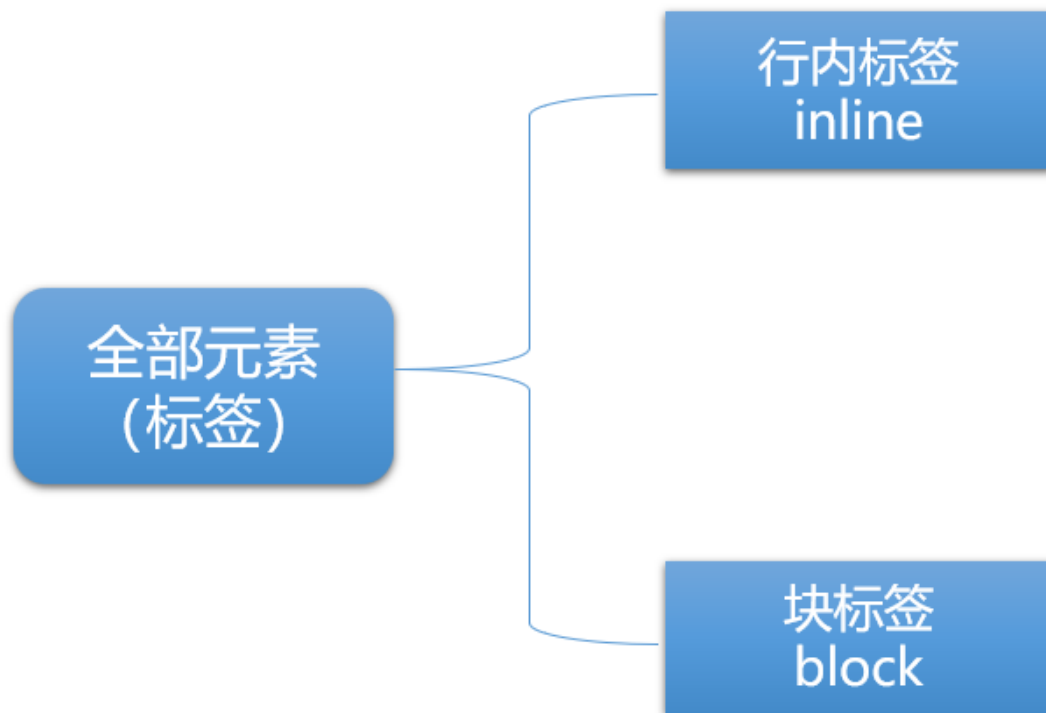 行内标签
inline
全部元素
（标签）
块标签
block